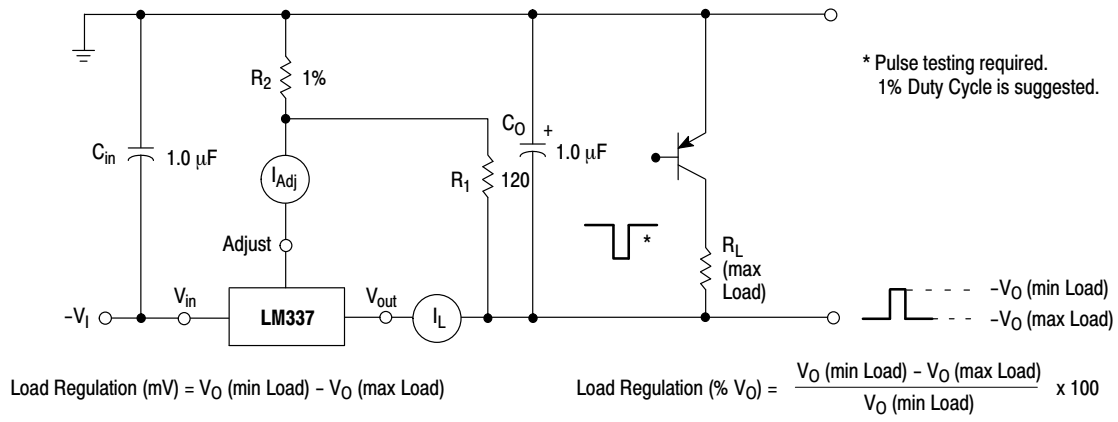 R2 1%
* Pulse testing required.
1% Duty Cycle is suggested.
Cin 1.0 μF
IAdj
R1 120
CO + 1.0 μF
Adjust
*
RL
(max
Load)
–VI
Vin
LM337
Vout
IL
–VO (min Load)
–VO (max Load)
Load Regulation (mV) = VO (min Load) – VO (max Load)
Load Regulation (% VO) = VO (min Load) – VO (max Load)
VO (min Load)
x 100